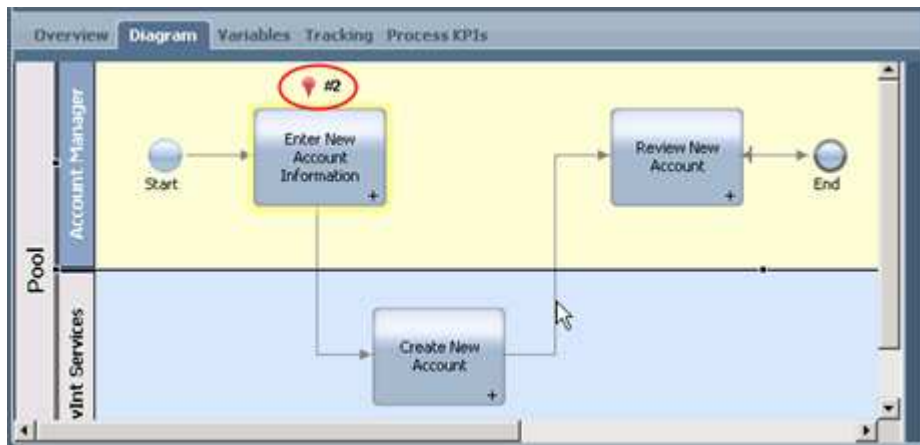 Overview Diagram Variables Tracking Process KPIs
#2
Pool
Account Manager
Start
Enter New
Account
Information
+
Review New
Account
+
End
vInt Services
Create New
Account
+